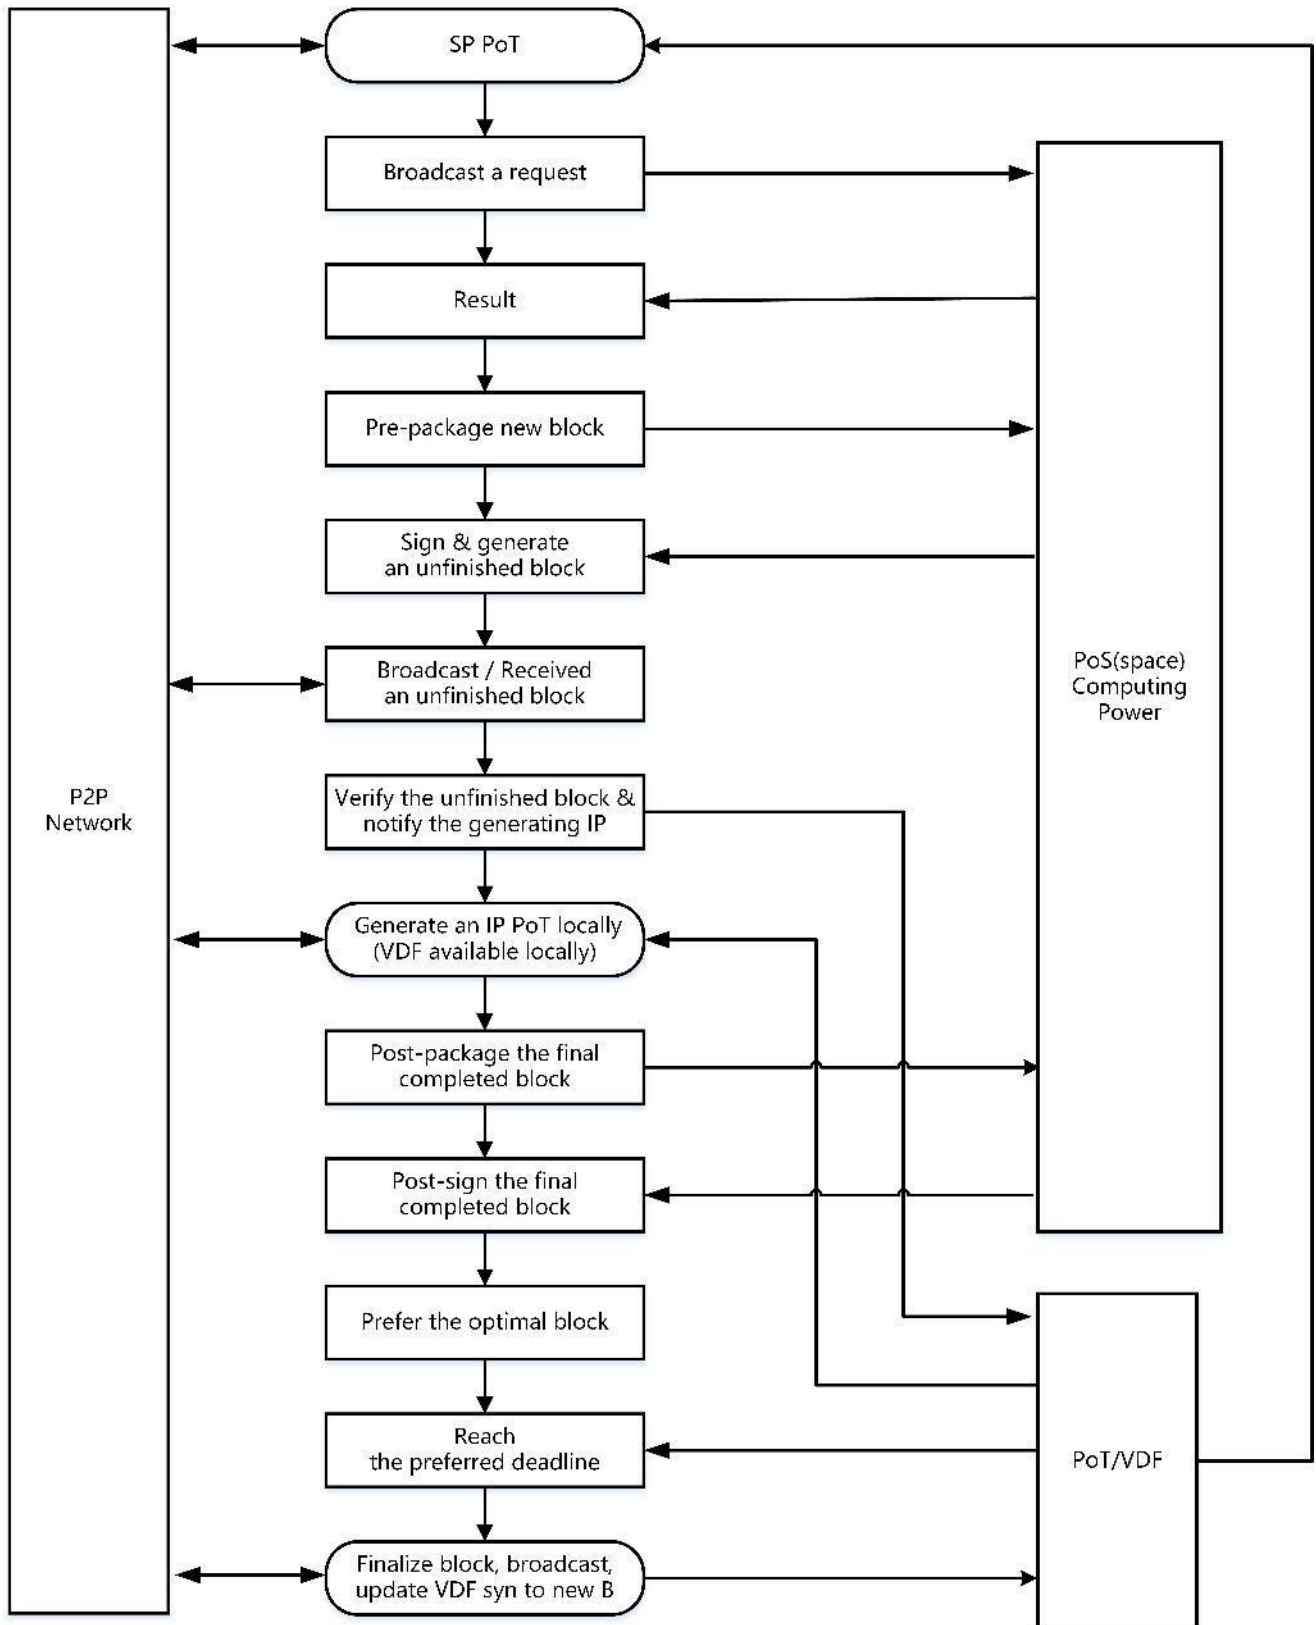 SP PoT
Broadcast a request
Result
Pre-package new block
Sign & generate
an unfinished block
Broadcast / Received
an unfinished block
PoS(space)
Computing
Power
P2P
Network
Verify the unfinished block &
notify the generating IP
Generate an IP PoT locally
(VDF available locally)
Post-package the final
completed block
Post-sign the final
completed block
Prefer the optimal block
Reach
the preferred deadline
PoT/VDF
Finalize block, broadcast,
update VDF syn to new B